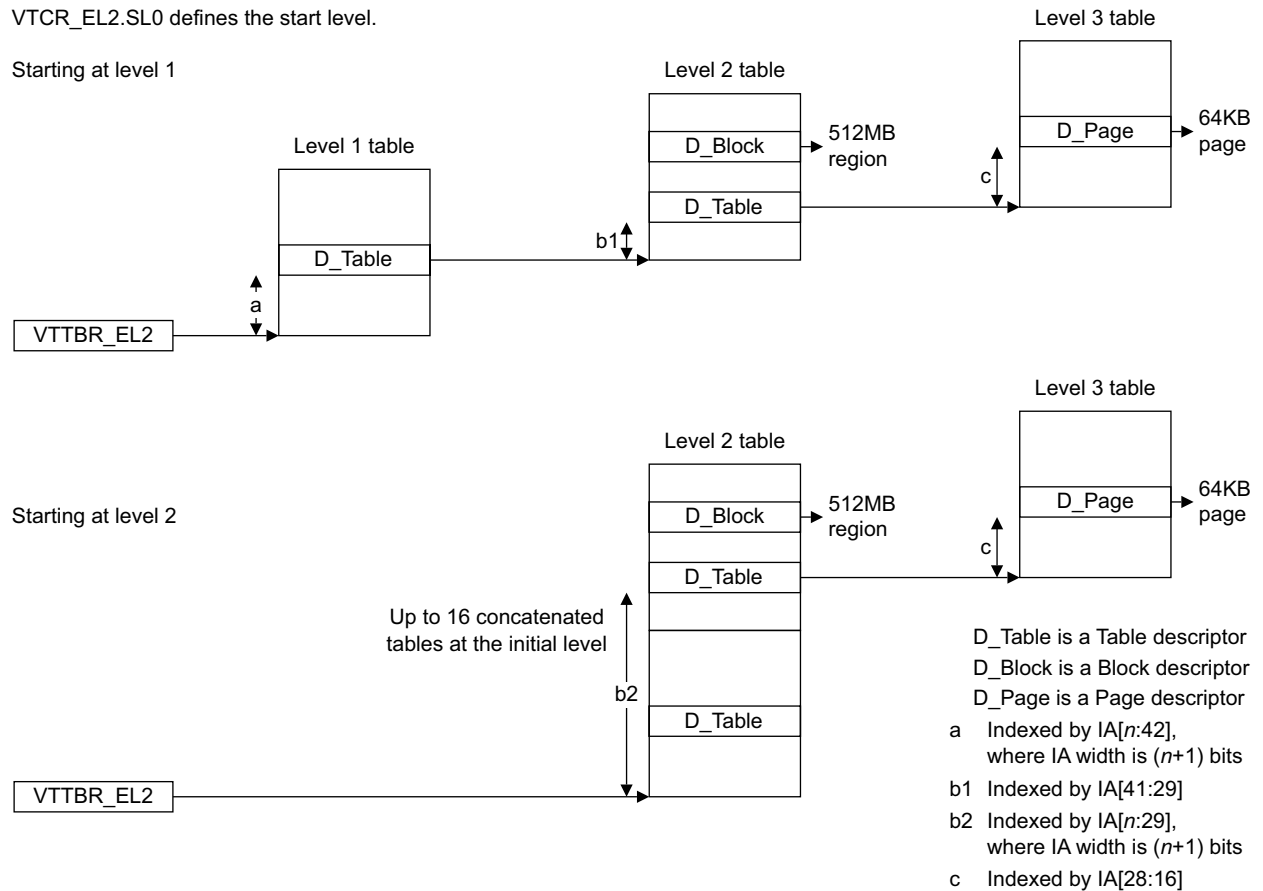 VTCR_EL2.SL0 defines the start level.
Level 3 table
Starting at level 1
Level 2 table
64KB
page
D_Page
512MB
region
D_Block
Level 1 table
c
D_Table
b1
D_Table
a
VTTBR_EL2
Level 3 table
Level 2 table
64KB
page
D_Page
512MB
region
Starting at level 2
D_Block
c
D_Table
Up to 16 concatenated
tables at the initial level
b2
D_Table
VTTBR_EL2
D_Table is a Table descriptor
D_Block is a Block descriptor
D_Page is a Page descriptor
a Indexed by IA[n:42],
where IA width is (n+1) bits
b1 Indexed by IA[41:29]
b2 Indexed by IA[n:29],
where IA width is (n+1) bits
c Indexed by IA[28:16]